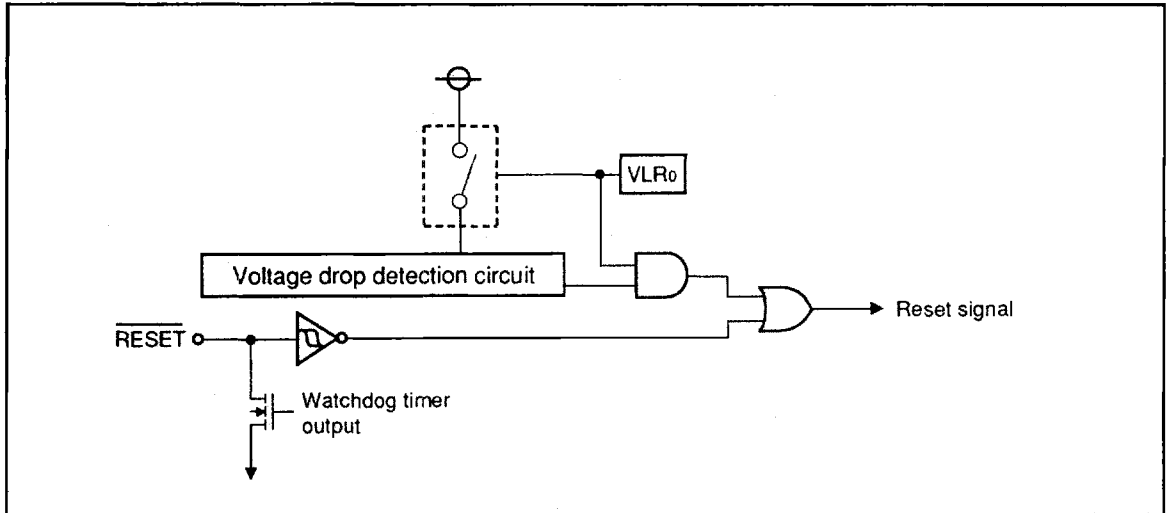 VLR0
Voltage drop detection circuit
Reset signal
RESET
Watchdog timer
output